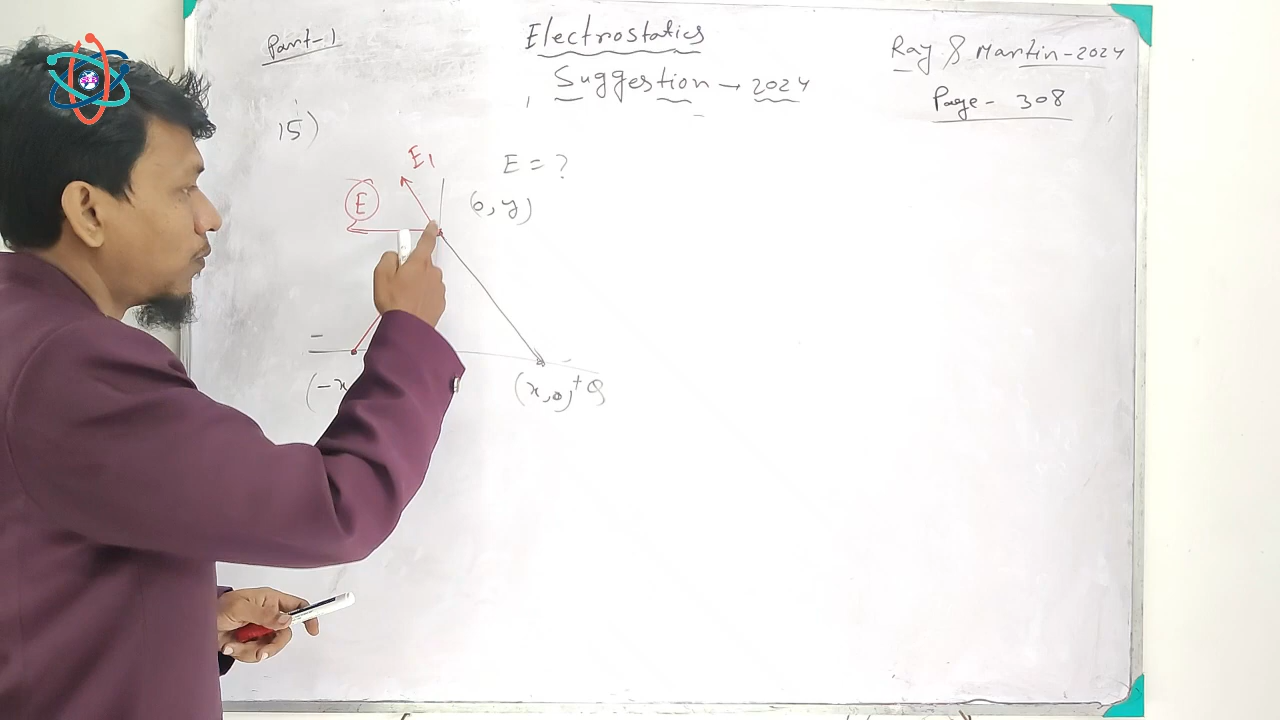 Part-1
Electrostatics
Ray & Martin-2024
Suggestion → 2024
Page - 308
15)
E1
E = ?
E
(0, y)
(-x
(x, 0) +Q